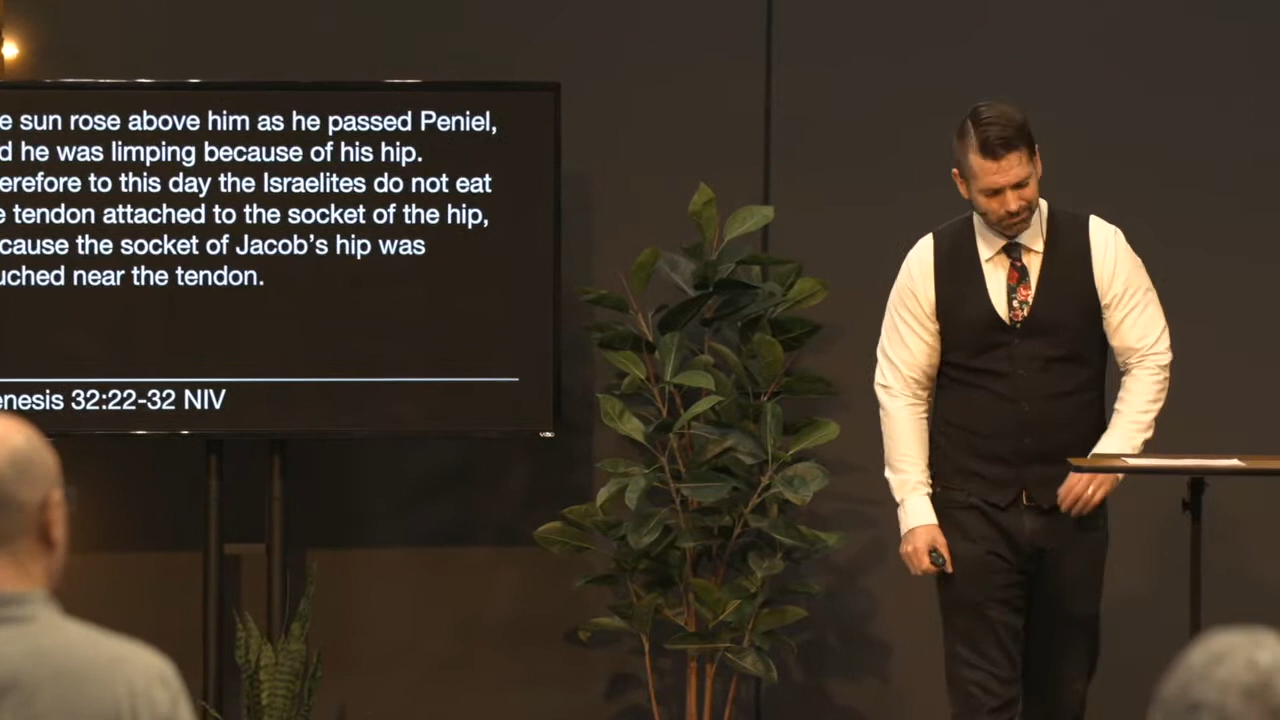 e sun rose above him as he passed Peniel,
d he was limping because of his hip.
erefore to this day the Israelites do not eat
e tendon attached to the socket of the hip,
cause the socket of Jacob’s hip was
uched near the tendon.
enesis 32:22-32 NIV
VIZIO